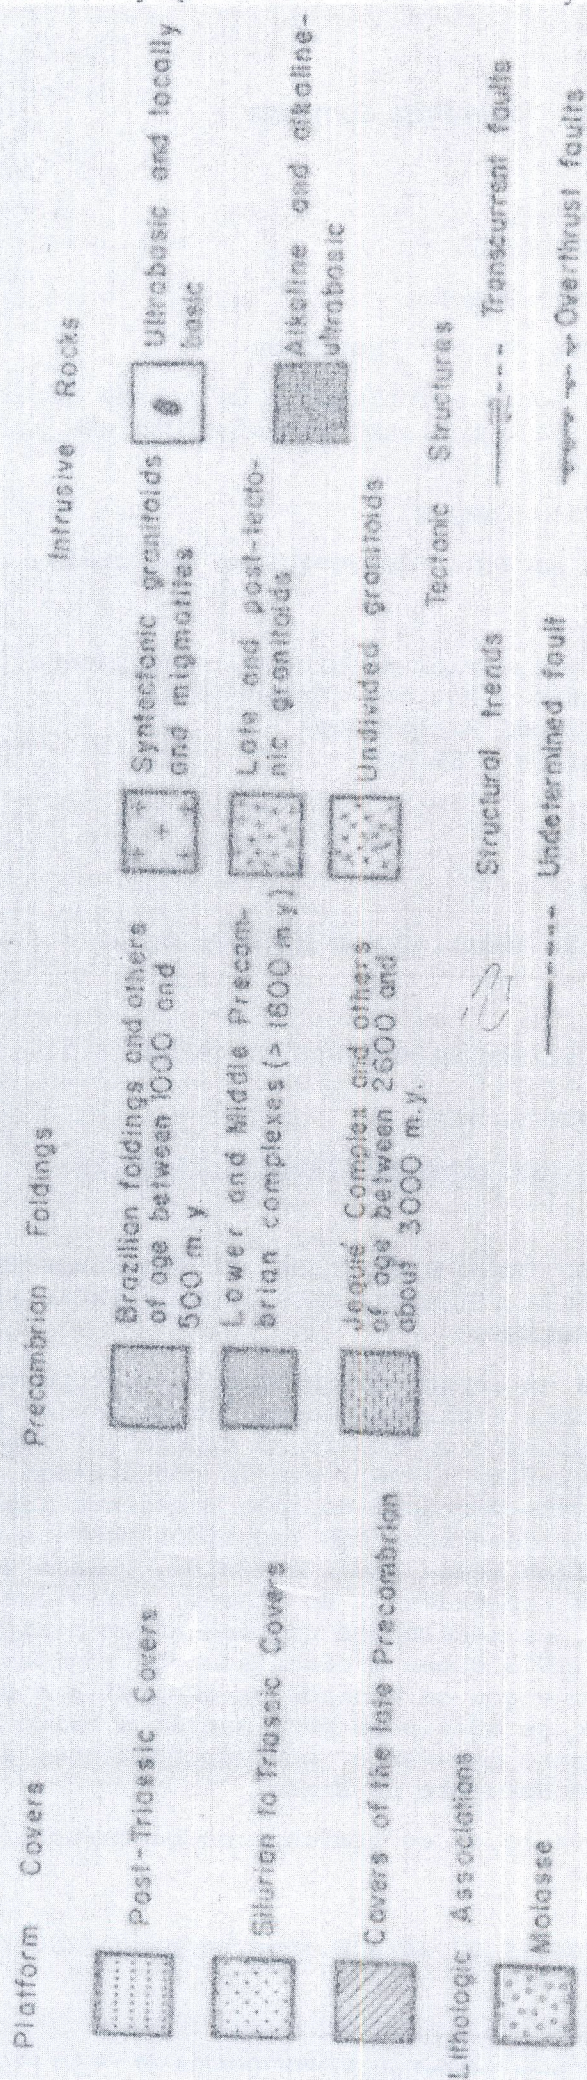 Platform Covers
Post-Triassic Covers
Silurian to Triassic Covers
Covers of the late Precambrian
Lithologic Associations
Molasse
Precambrian Foldings
Brazilian foldings and others
of age between 1000 and
500 m.y.
Lower and Middle Precam-
brian complexes (> 1800 m.y.)
Jequié Complex and others
of age between 2600 and
about 3000 m.y.
Intrusive Rocks
Syntectonic granitoids
and migmatites
Late and post-tecto-
nic granitoids
Undivided granitoids
Ultrabasic and locally
basic
Alkaline and alkaline-
ultrabasic
Tectonic Structures
Structural trends
Undetermined fault
Transcurrent faults
Overthrust faults